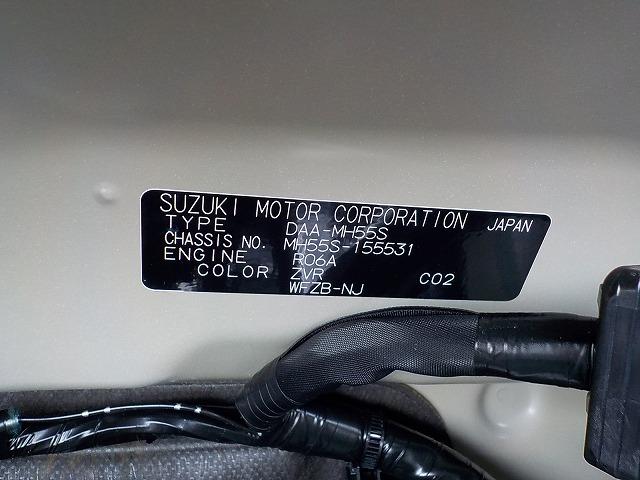 SUZUKI MOTOR CORPORATION JAPAN
TYPE DAA-MH55S
CHASSIS NO. MH55S-155531
ENGINE R06A
COLOR ZVR C02
WFZB-NJ